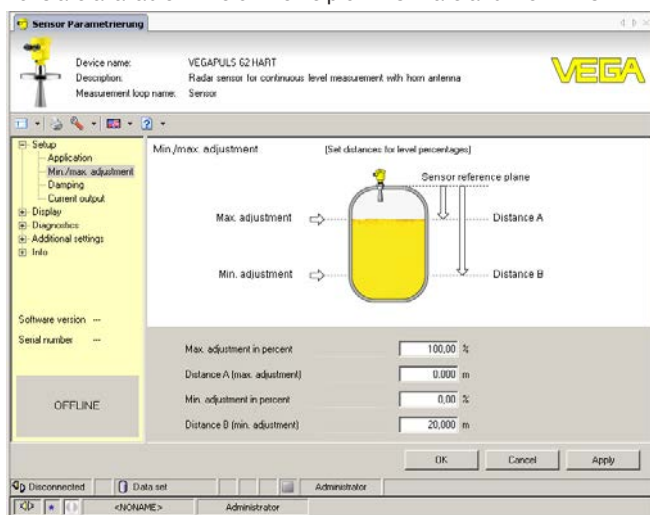 Sensor Parametrierung
Device name: VEGAPULS 62 HART
Description: Radar sensor for continuous level measurement with horn antenna
Measurement loop name: Sensor
VEGA
Setup
Application
Min./max. adjustment
Damping
Current output
Display
Diagnostics
Additional settings
Info
Software version ---
Serial number ---
OFFLINE
Min./max. adjustment (Set distances for level percentages)
Sensor reference plane
Max. adjustment
Distance A
Min. adjustment
Distance B
Max. adjustment in percent 100,00 %
Distance A (max. adjustment) 0.000 m
Min. adjustment in percent 0,00 %
Distance B (min. adjustment) 20,000 m
OK Cancel Apply
Disconnected Data set Administrator
<NONAME> Administrator